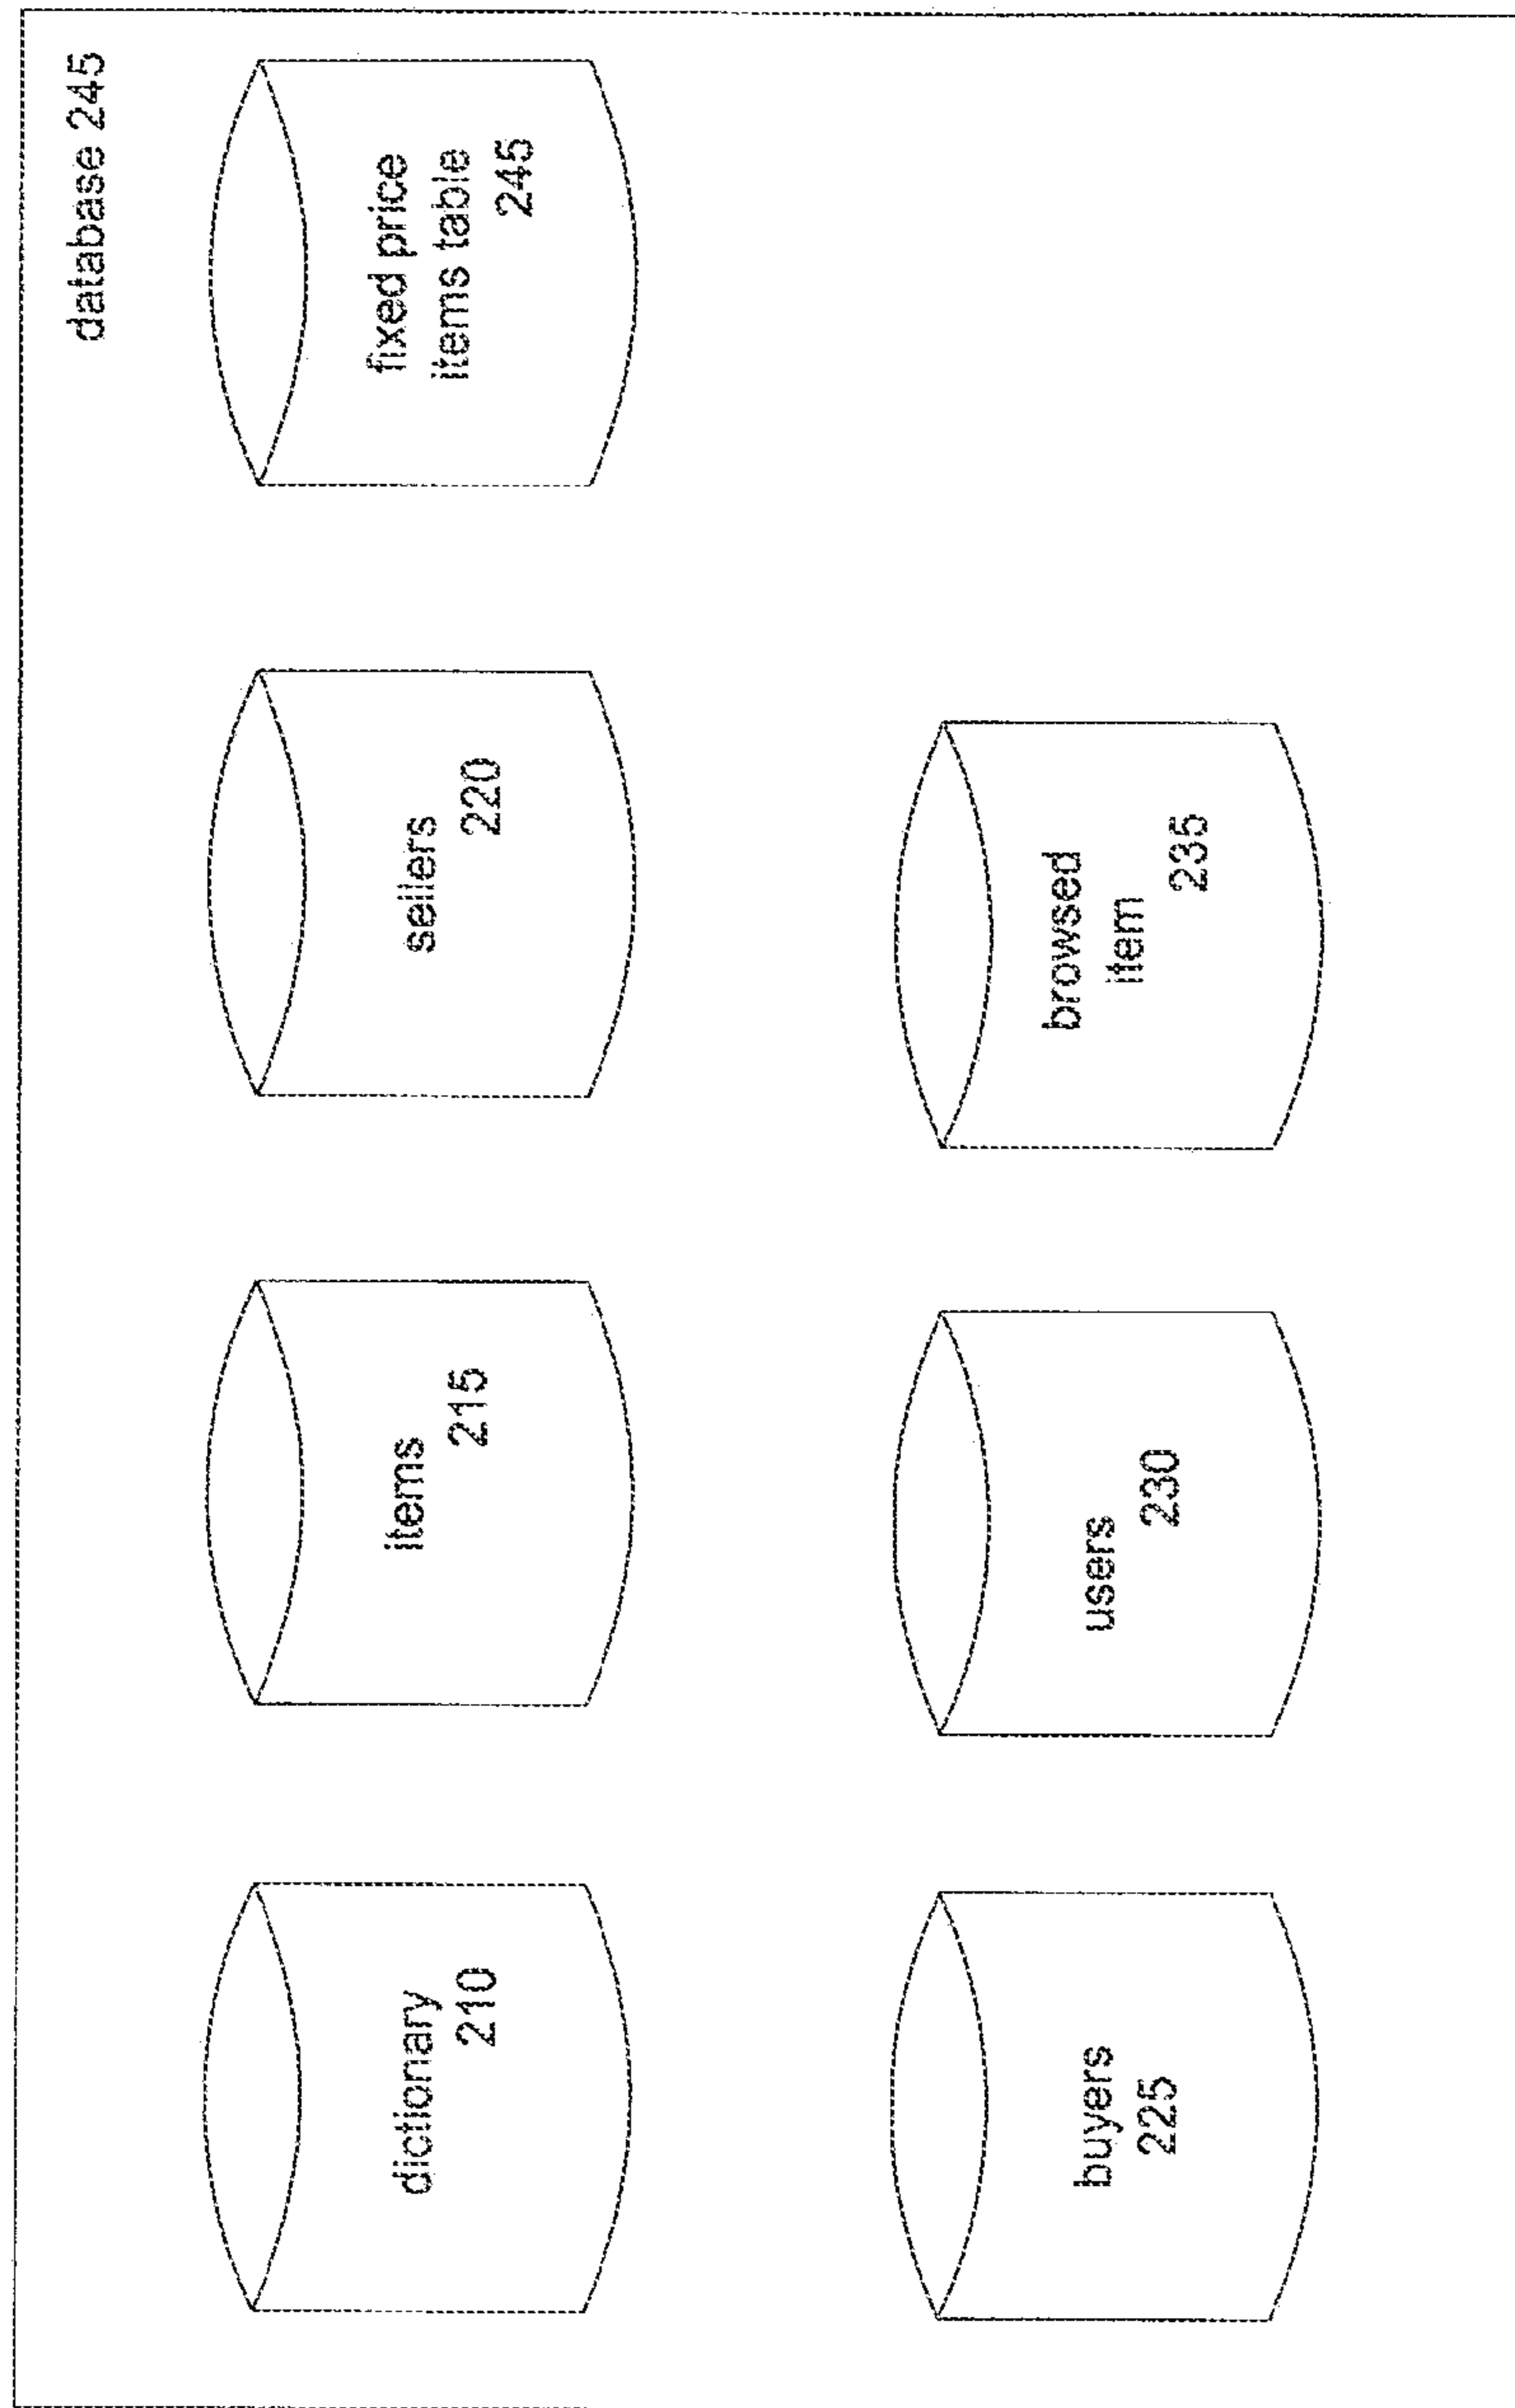 database 245
dictionary
210
items
215
sellers
220
fixed price
items table
245
buyers
225
users
230
browsed
item
235